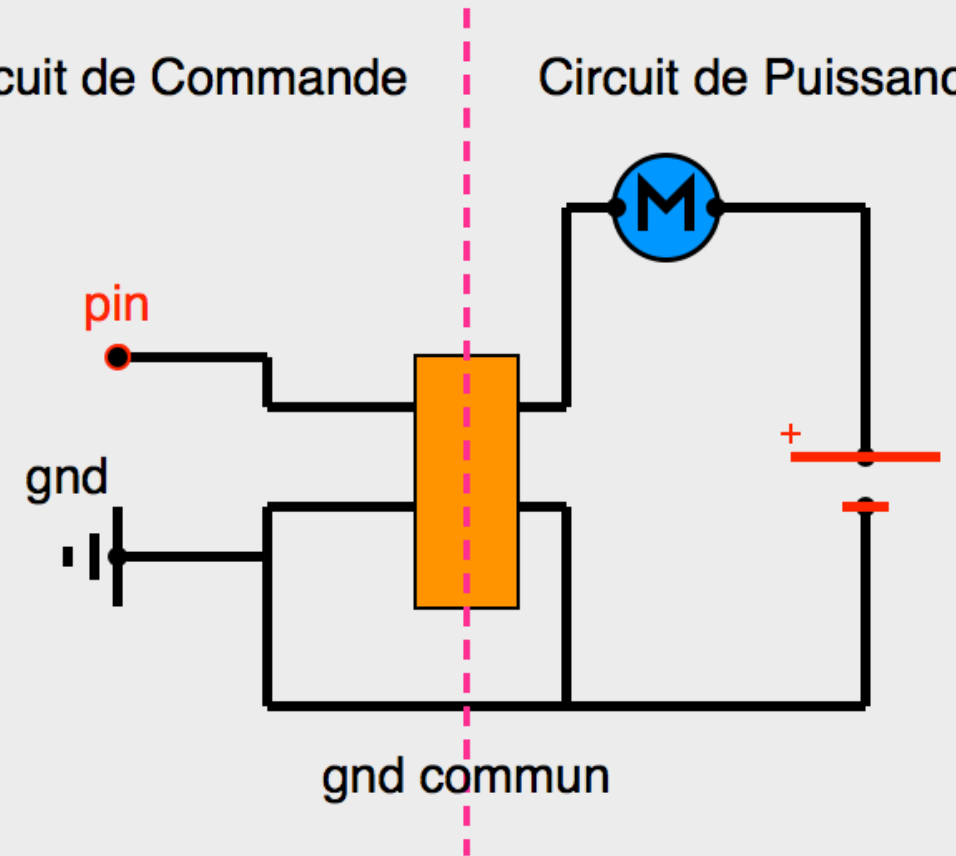 cuit de Commande
Circuit de Puissanc
M
pin
+
gnd
gnd commun